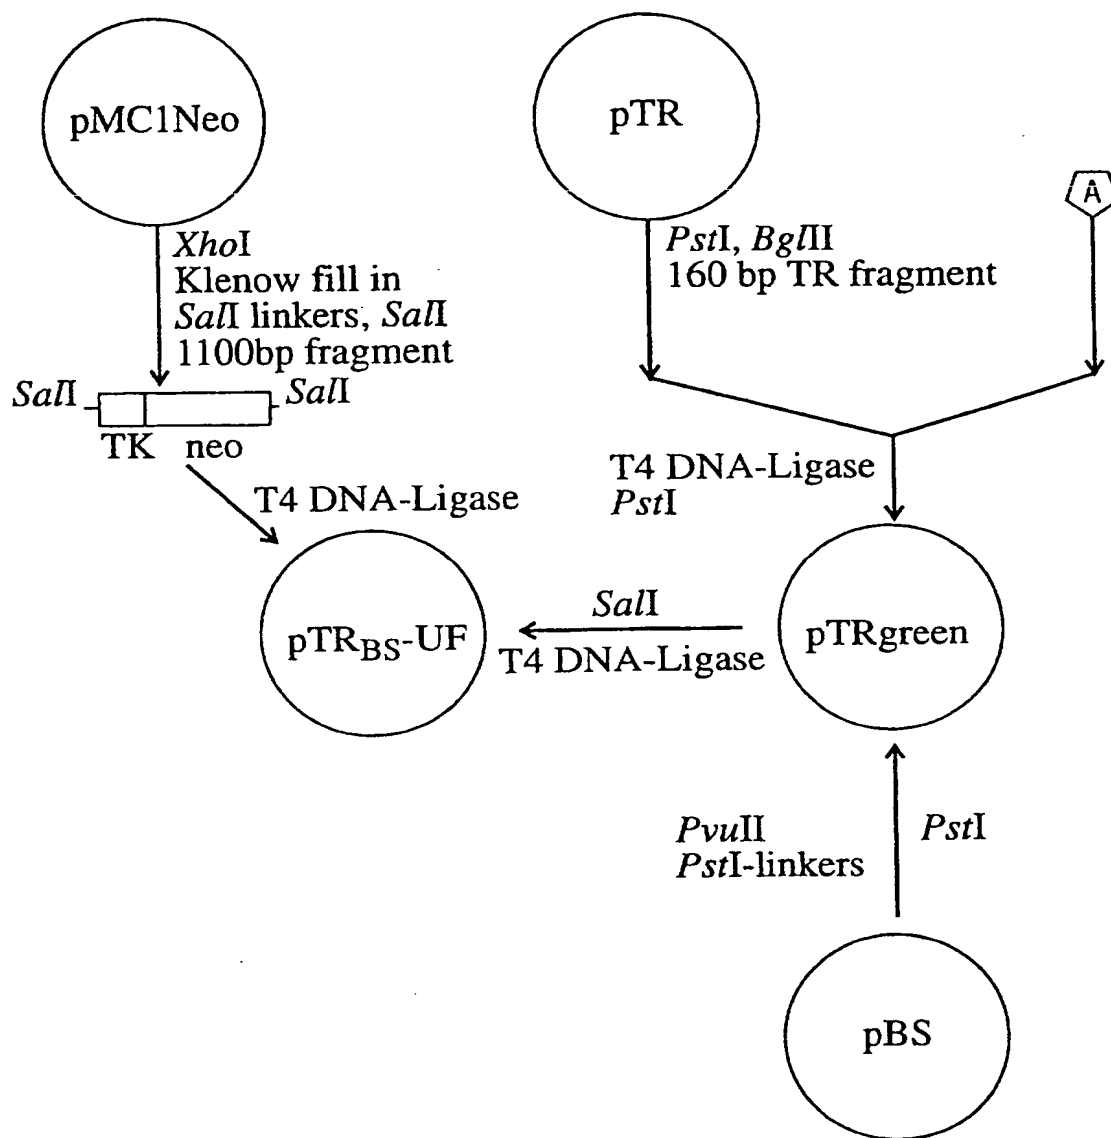 pMC1Neo
pTR
A
XhoI
Klenow fill in
SalI linkers, SalI
1100bp fragment
PstI, BglII
160 bp TR fragment
SalI
SalI
TK neo
T4 DNA-Ligase
T4 DNA-Ligase
PstI
pTRBS-UF
SalI
T4 DNA-Ligase
pTRgreen
PvuII
PstI-linkers
PstI
pBS